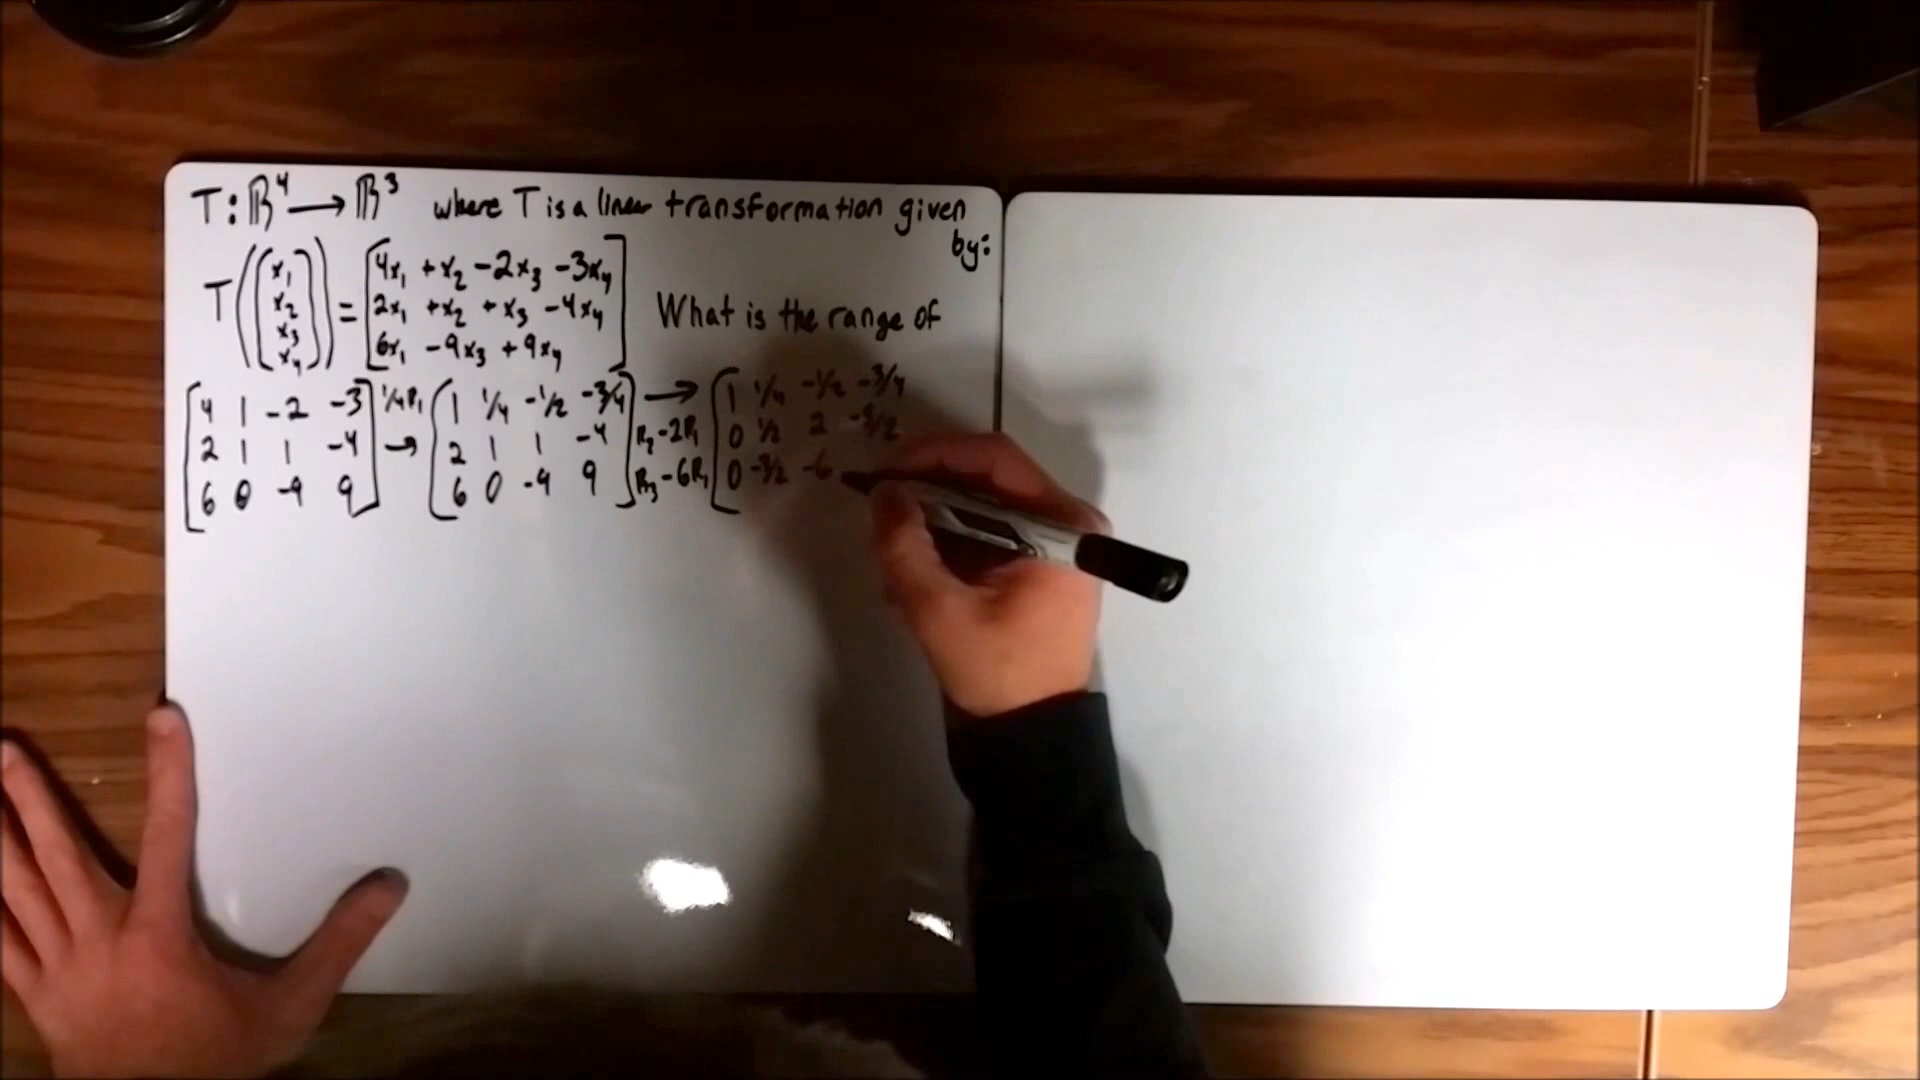 T: ℝ⁴ → ℝ³ where T is a linear transformation given by:
T([x₁ x₂ x₃ x₄]) = [4x₁ + x₂ - 2x₃ - 3x₄
2x₁ + x₂ + x₃ - 4x₄
6x₁ - 9x₃ + 9x₄] What is the range of
[4 1 -2 -3] 1/4R₁ [1 1/4 -1/2 -3/4] → [1 1/4 -1/2 -3/4
[2 1 1 -4] → [2 1 1 -4] R₂-2R₁ [0 1/2 2 -5/2
[6 0 -9 9] [6 0 -9 9] R₃-6R₁ [0 -3/2 -6